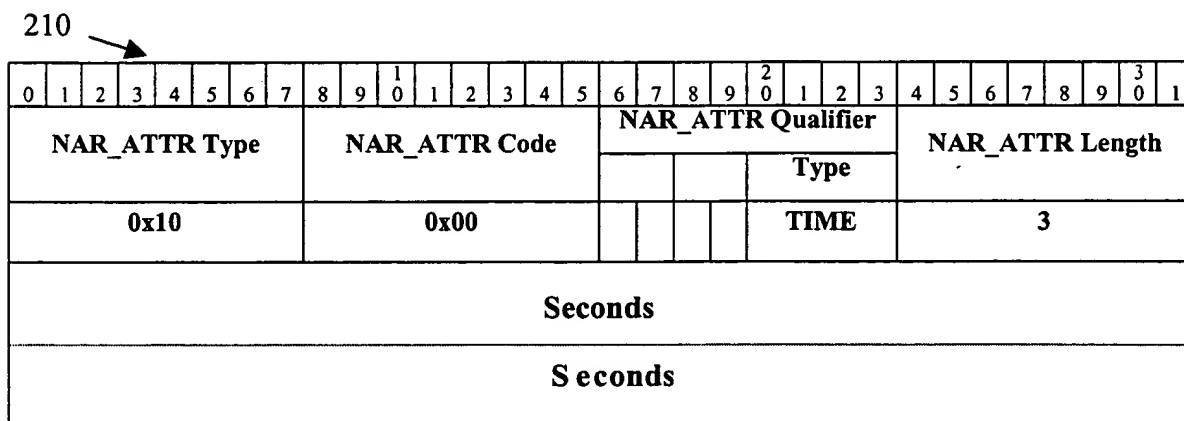 210
1 2 3
0 1 2 3 4 5 6 7 8 9 0 1 2 3 4 5 6 7 8 9 0 1 2 3 4 5 6 7 8 9 0 1
NAR_ATTR Type NAR_ATTR Code NAR_ATTR Qualifier NAR_ATTR Length
Type
0x10 0x00 TIME 3
Seconds
S econds